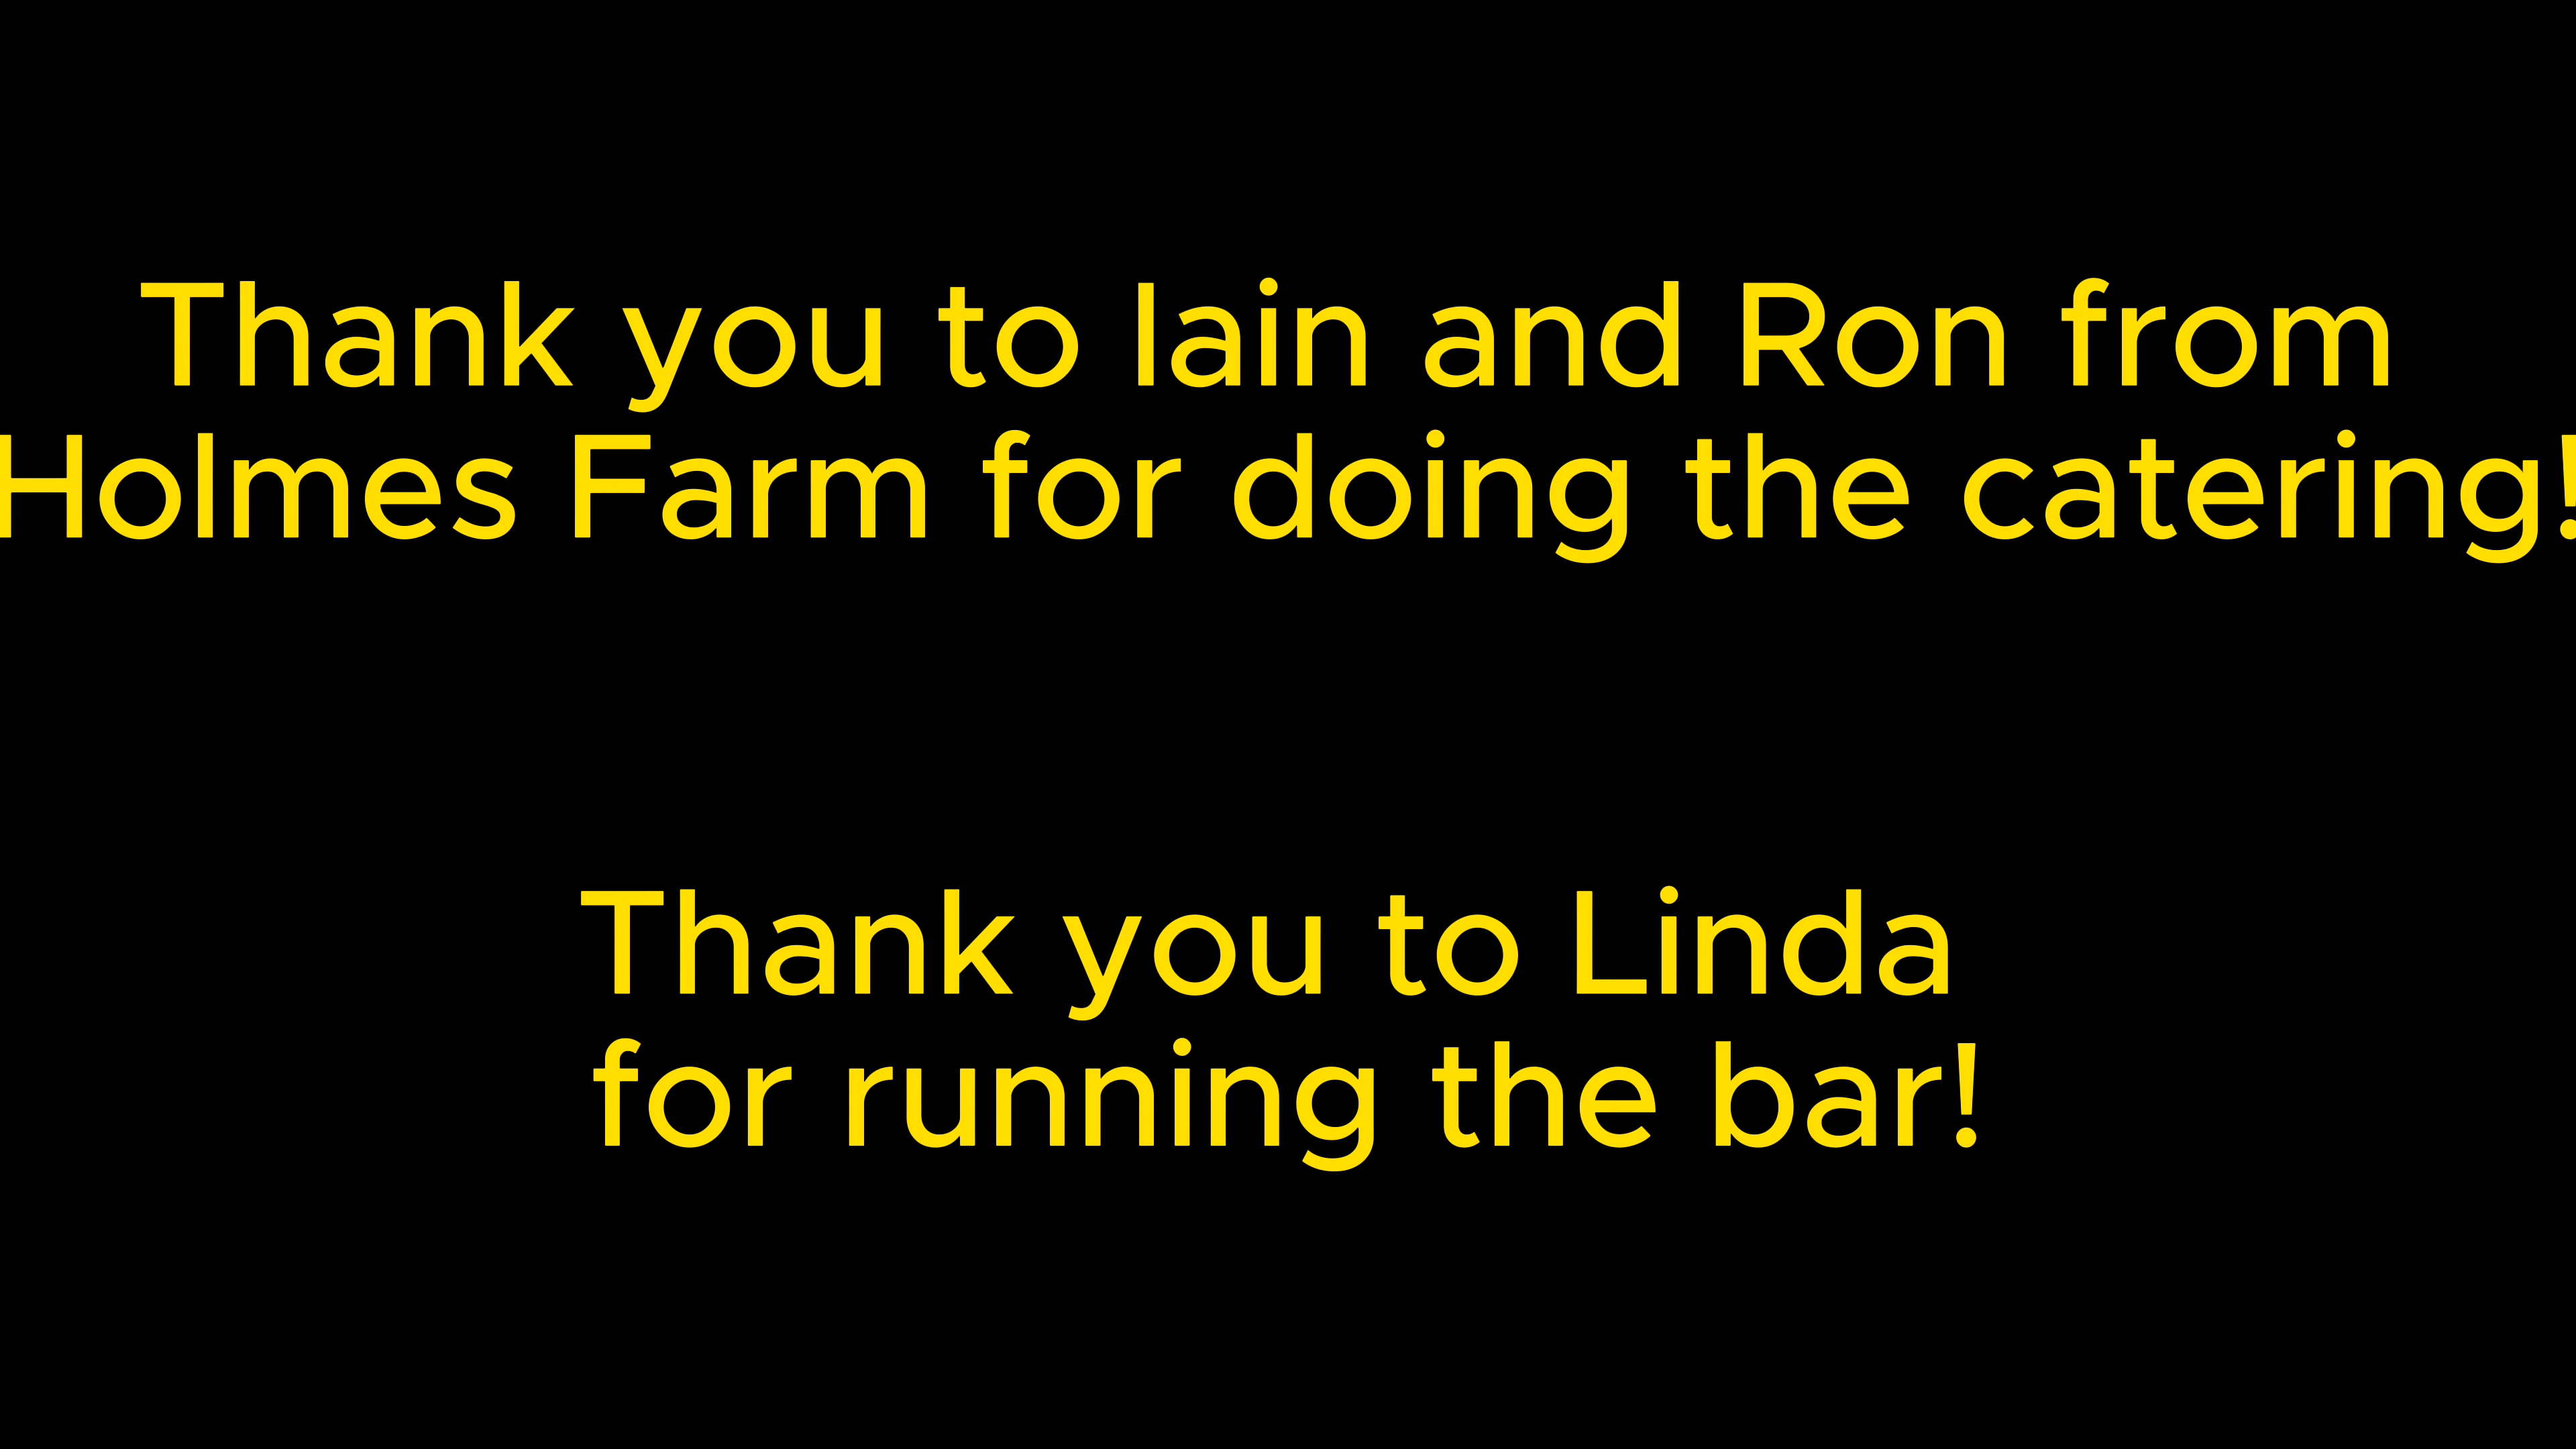 Thank you to Iain and Ron from
Holmes Farm for doing the catering!
Thank you to Linda
for running the bar!